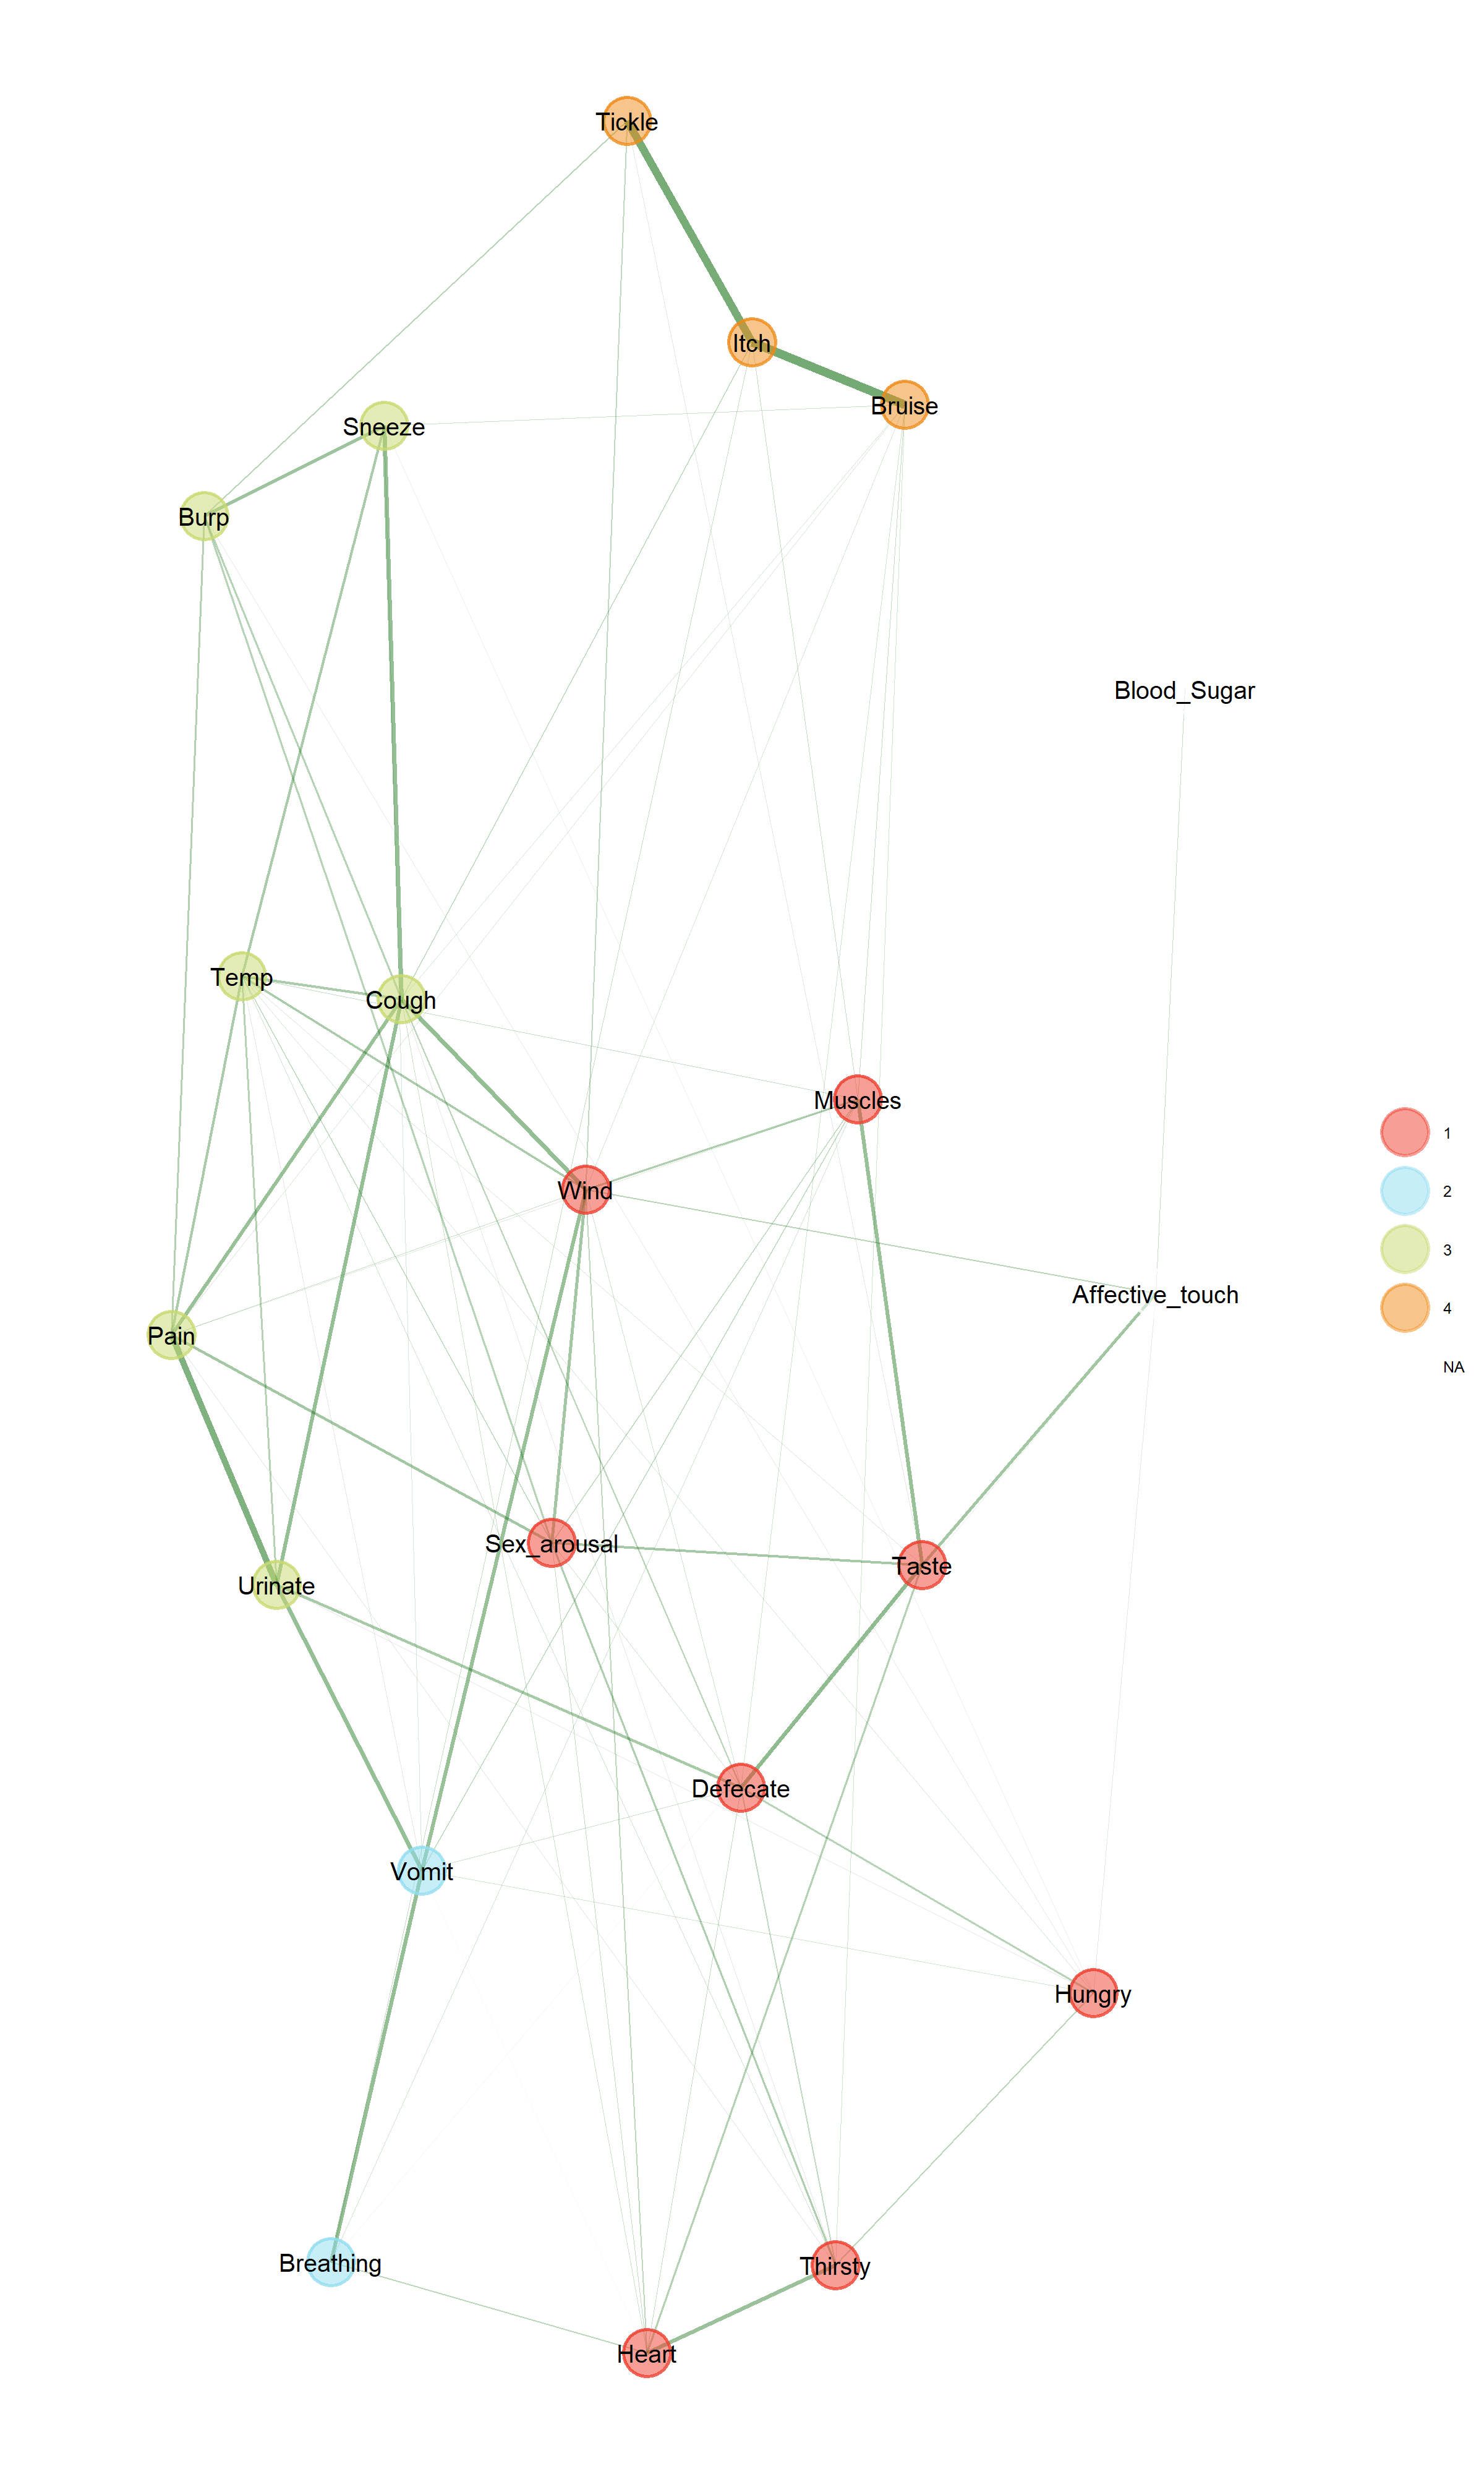 Tickle
Itch
Bruise
Sneeze
Burp
Blood_Sugar
Temp
Cough
Muscles
Wind
Affective_touch
Pain
Sex_arousal
Taste
Urinate
Defecate
Vomit
Hungry
Breathing
Thirsty
Heart
1
2
3
4
NA